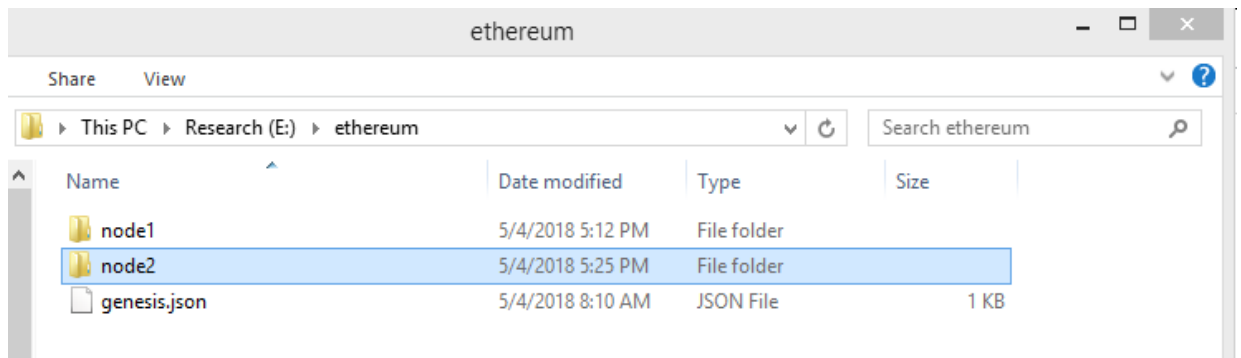 ethereum
Share View
This PC Research (E:) ethereum Search ethereum
Name Date modified Type Size
node1 5/4/2018 5:12 PM File folder
node2 5/4/2018 5:25 PM File folder
genesis.json 5/4/2018 8:10 AM JSON File 1 KB